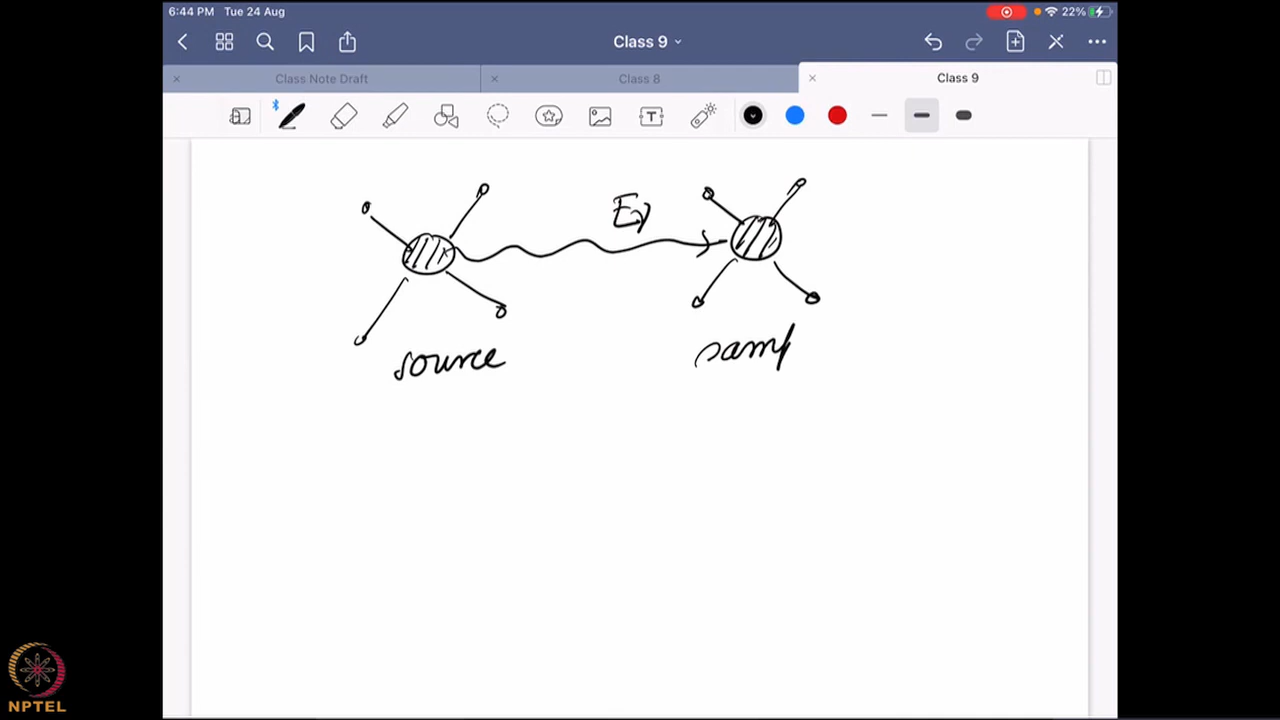 6:44 PM Tue 24 Aug
22%
Class 9
Class Note Draft
Class 8
Class 9
T
Eγ
source
samp
NPTEL